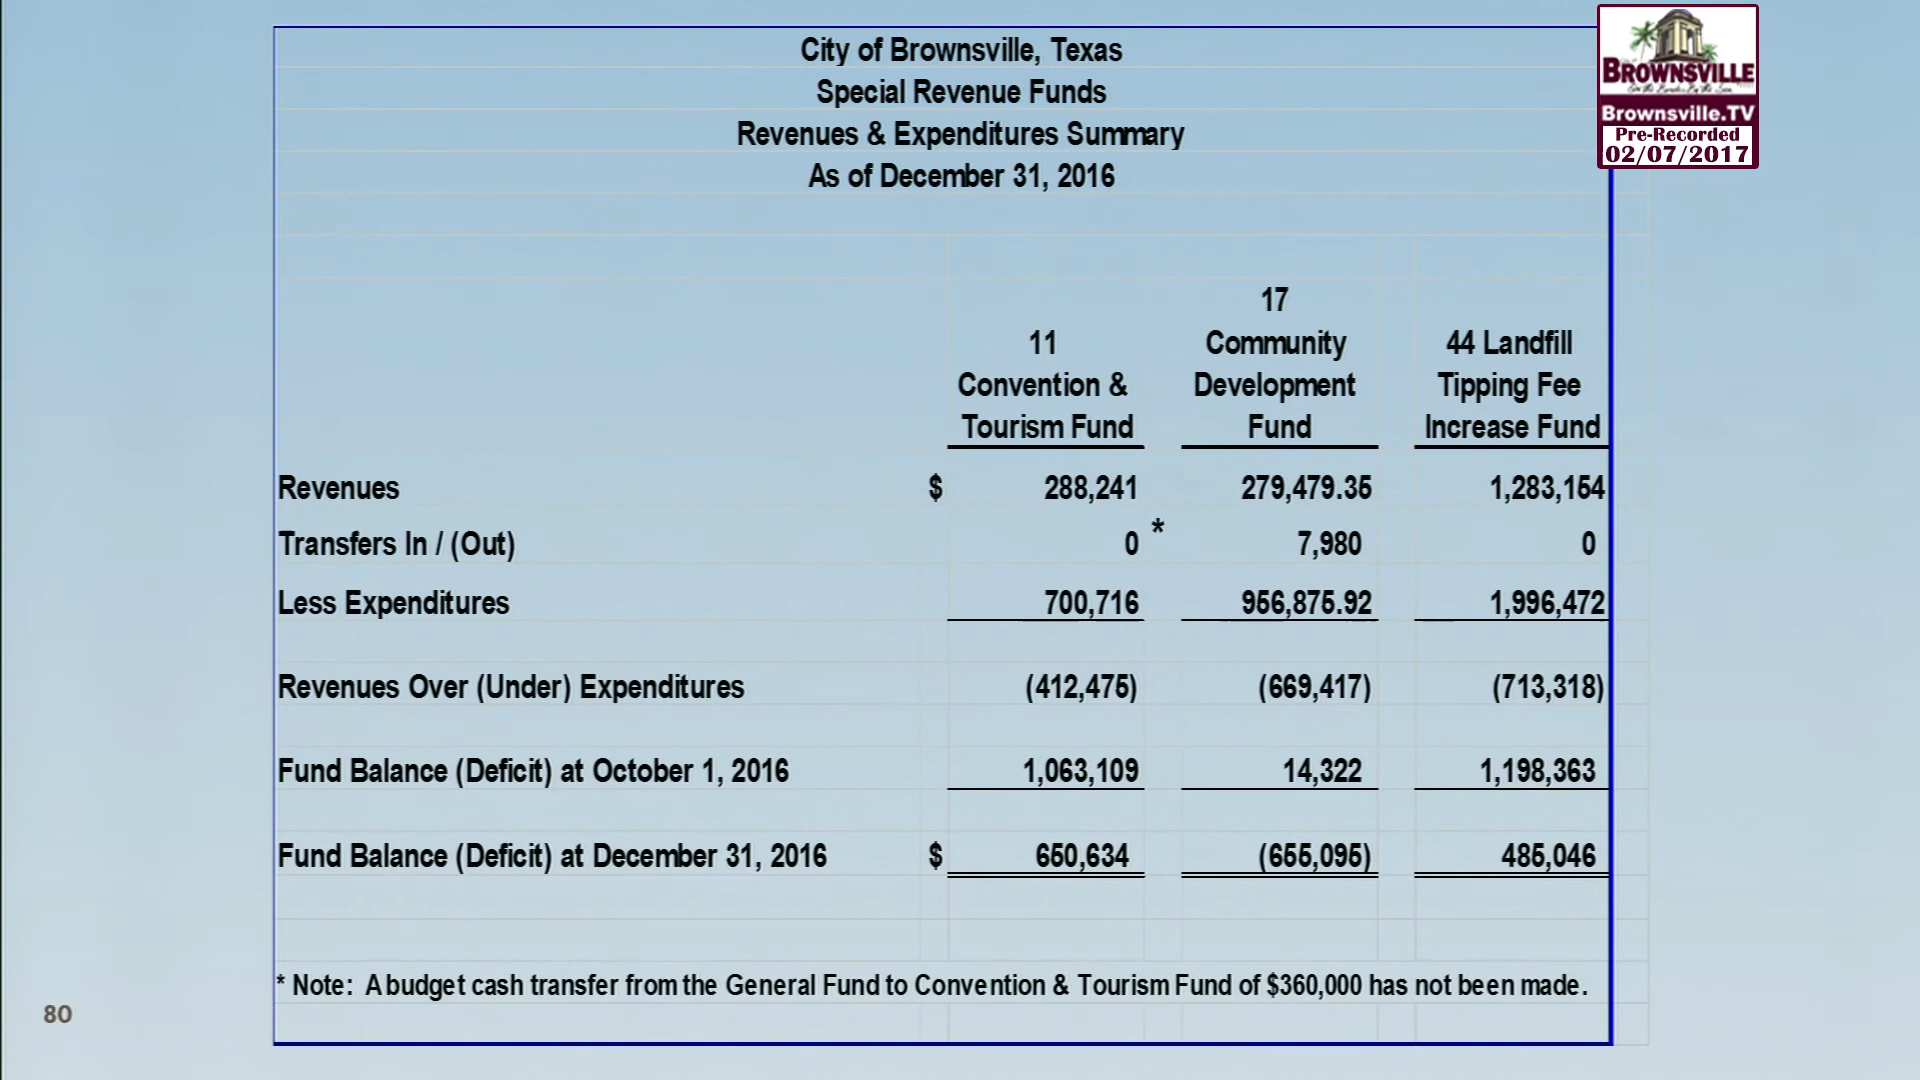 City of Brownsville, Texas
Special Revenue Funds
Revenues & Expenditures Summary
As of December 31, 2016
BROWNSVILLE
On the Border By the Sea
Brownsville.TV
Pre-Recorded
02/07/2017
11
Convention &
Tourism Fund
17
Community
Development
Fund
44 Landfill
Tipping Fee
Increase Fund
Revenues $ 288,241 279,479.35 1,283,154
Transfers In / (Out) 0 * 7,980 0
Less Expenditures 700,716 956,875.92 1,996,472
Revenues Over (Under) Expenditures (412,475) (669,417) (713,318)
Fund Balance (Deficit) at October 1, 2016 1,063,109 14,322 1,198,363
Fund Balance (Deficit) at December 31, 2016 $ 650,634 (655,095) 485,046
* Note: A budget cash transfer from the General Fund to Convention & Tourism Fund of $360,000 has not been made.
80